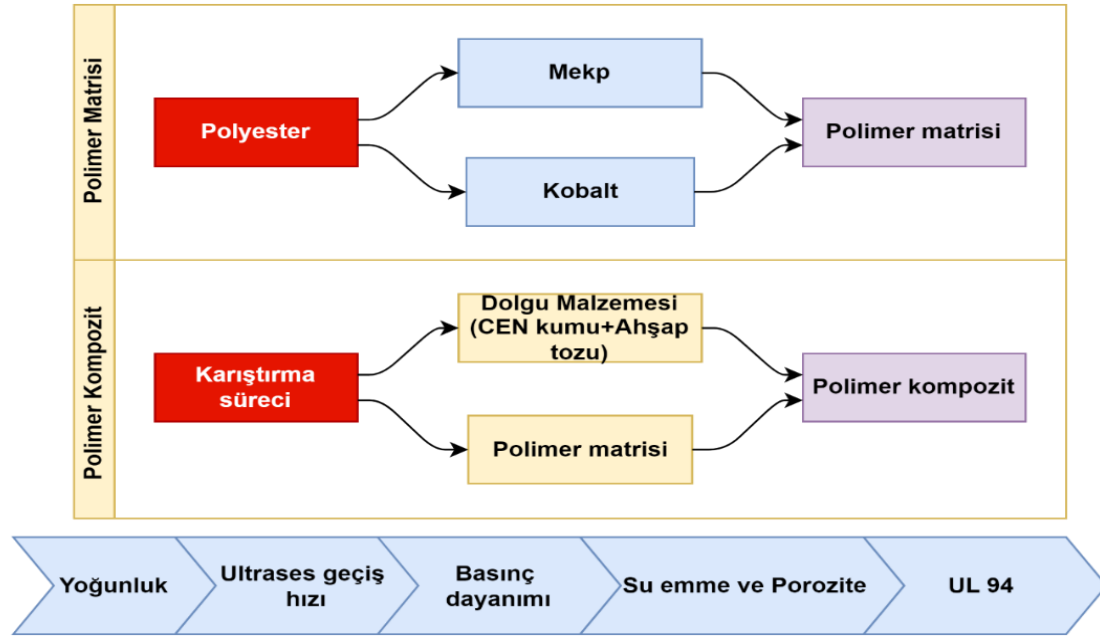 Polimer Matrisi
Polyester
Mekp
Kobalt
Polimer matrisi
Polimer Kompozit
Karıştırma
süreci
Dolgu Malzemesi
(CEN kumu+Ahşap
tozu)
Polimer matrisi
Polimer kompozit
Yoğunluk
Ultrases geçiş
hızı
Basınç
dayanımı
Su emme ve Porozite
UL 94